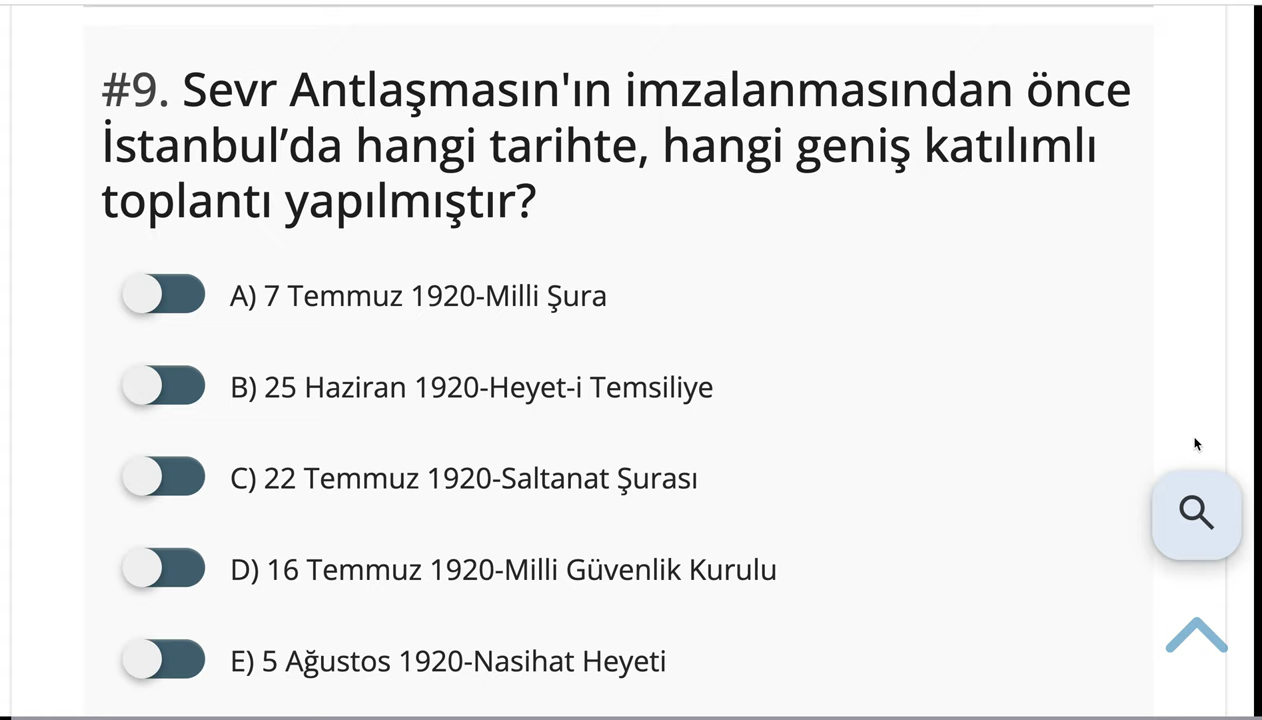 #9. Sevr Antlaşmasın'ın imzalanmasından önce
İstanbul’da hangi tarihte, hangi geniş katılımlı
toplantı yapılmıştır?
A) 7 Temmuz 1920-Milli Şura
B) 25 Haziran 1920-Heyet-i Temsiliye
C) 22 Temmuz 1920-Saltanat Şurası
D) 16 Temmuz 1920-Milli Güvenlik Kurulu
E) 5 Ağustos 1920-Nasihat Heyeti